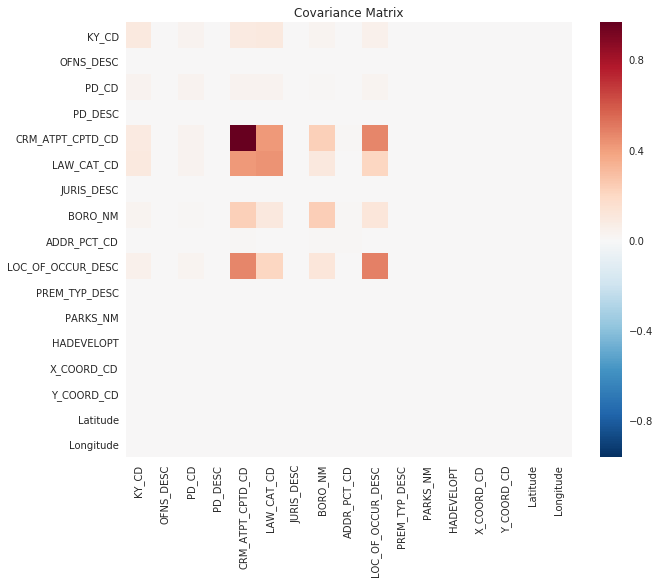 Covariance Matrix
KY_CD
OFNS_DESC
PD_CD
PD_DESC
CRM_ATPT_CPTD_CD
LAW_CAT_CD
JURIS_DESC
BORO_NM
ADDR_PCT_CD
LOC_OF_OCCUR_DESC
PREM_TYP_DESC
PARKS_NM
HADEVELOPT
X_COORD_CD
Y_COORD_CD
Latitude
Longitude
KY_CD
OFNS_DESC
PD_CD
PD_DESC
CRM_ATPT_CPTD_CD
LAW_CAT_CD
JURIS_DESC
BORO_NM
ADDR_PCT_CD
LOC_OF_OCCUR_DESC
PREM_TYP_DESC
PARKS_NM
HADEVELOPT
X_COORD_CD
Y_COORD_CD
Latitude
Longitude
0.8
0.4
0.0
−0.4
−0.8